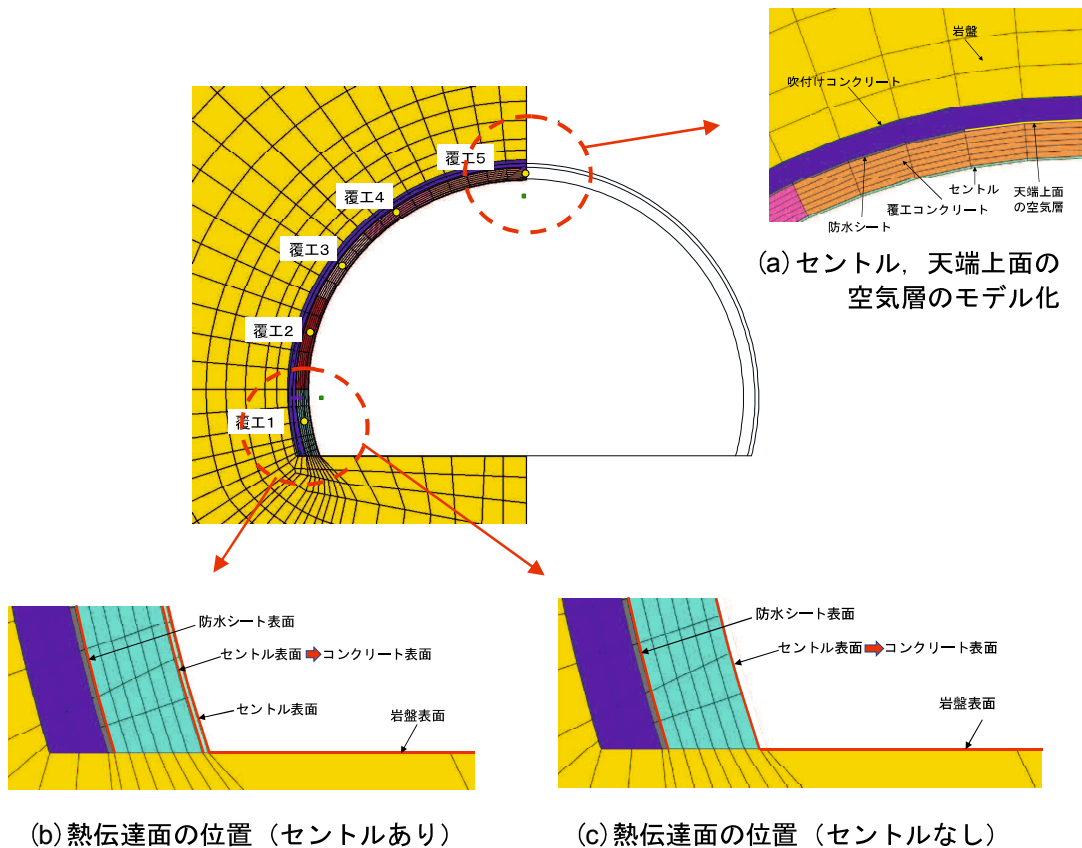 岩盤
吹付けコンクリート
セントル
天端上面
の空気層
覆工コンクリート
防水シート
(a)セントル，天端上面の
空気層のモデル化
覆工5
覆工4
覆工3
覆工2
覆工1
防水シート表面
セントル表面➡コンクリート表面
セントル表面
岩盤表面
(b)熱伝達面の位置（セントルあり）
防水シート表面
セントル表面➡コンクリート表面
岩盤表面
(c)熱伝達面の位置（セントルなし）